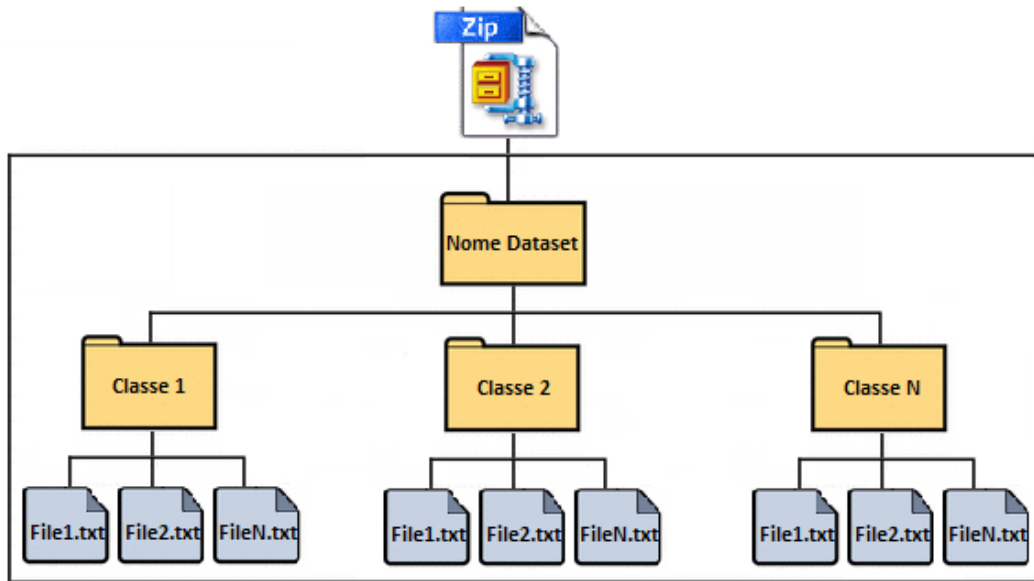 Zip
Nome Dataset
Classe 1
Classe 2
Classe N
File1.txt
File2.txt
FileN.txt
File1.txt
File2.txt
FileN.txt
File1.txt
File2.txt
FileN.txt